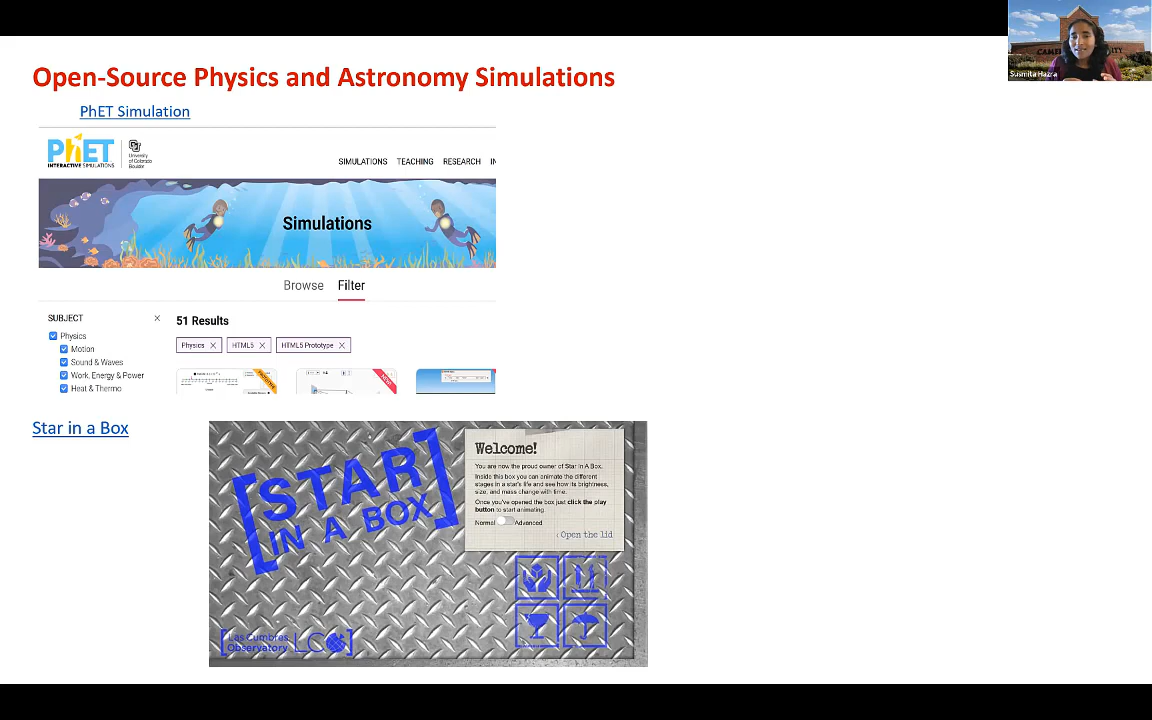 Open-Source Physics and Astronomy Simulations
Susmita Hazra
PhET Simulation
PhET
INTERACTIVE SIMULATIONS
University
of Colorado
Boulder
SIMULATIONS TEACHING RESEARCH IN
Simulations
Browse Filter
SUBJECT
51 Results
Physics
Motion
Sound & Waves
Work, Energy & Power
Heat & Thermo
Physics HTML5 HTML5 Prototype
PROTOTYPE
NEW
Star in a Box
[STAR
IN A BOX]
Welcome!
You are now the proud owner of Star In A Box.
Inside this box you can animate the different
stages in a star's life and see how its brightness,
size, and mass change with time.
Once you've opened the box just click the play
button to start animating.
Normal Advanced
Open the lid
Las Cumbres
Observatory
LCO